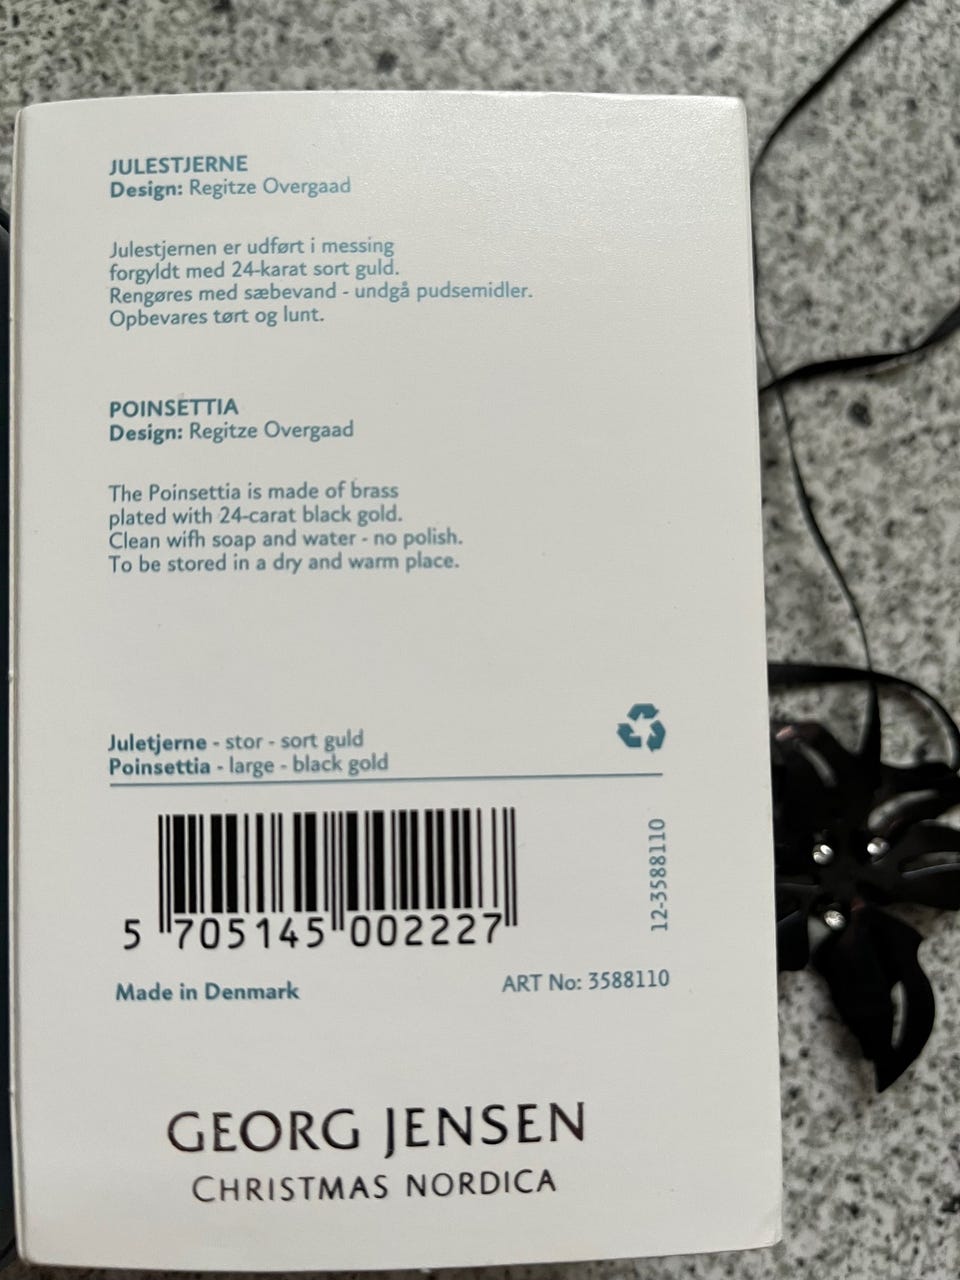 JULESTJERNE
Design: Regitze Overgaad
Julestjernen er udført i messing
forgyldt med 24-karat sort guld.
Rengøres med sæbevand - undgå pudsemidler.
Opbevares tørt og lunt.
POINSETTIA
Design: Regitze Overgaad
The Poinsettia is made of brass
plated with 24-carat black gold.
Clean wifh soap and water - no polish.
To be stored in a dry and warm place.
Juletjerne - stor - sort guld
Poinsettia - large - black gold
5 705145 002227
12-3588110
Made in Denmark
ART No: 3588110
GEORG JENSEN
CHRISTMAS NORDICA